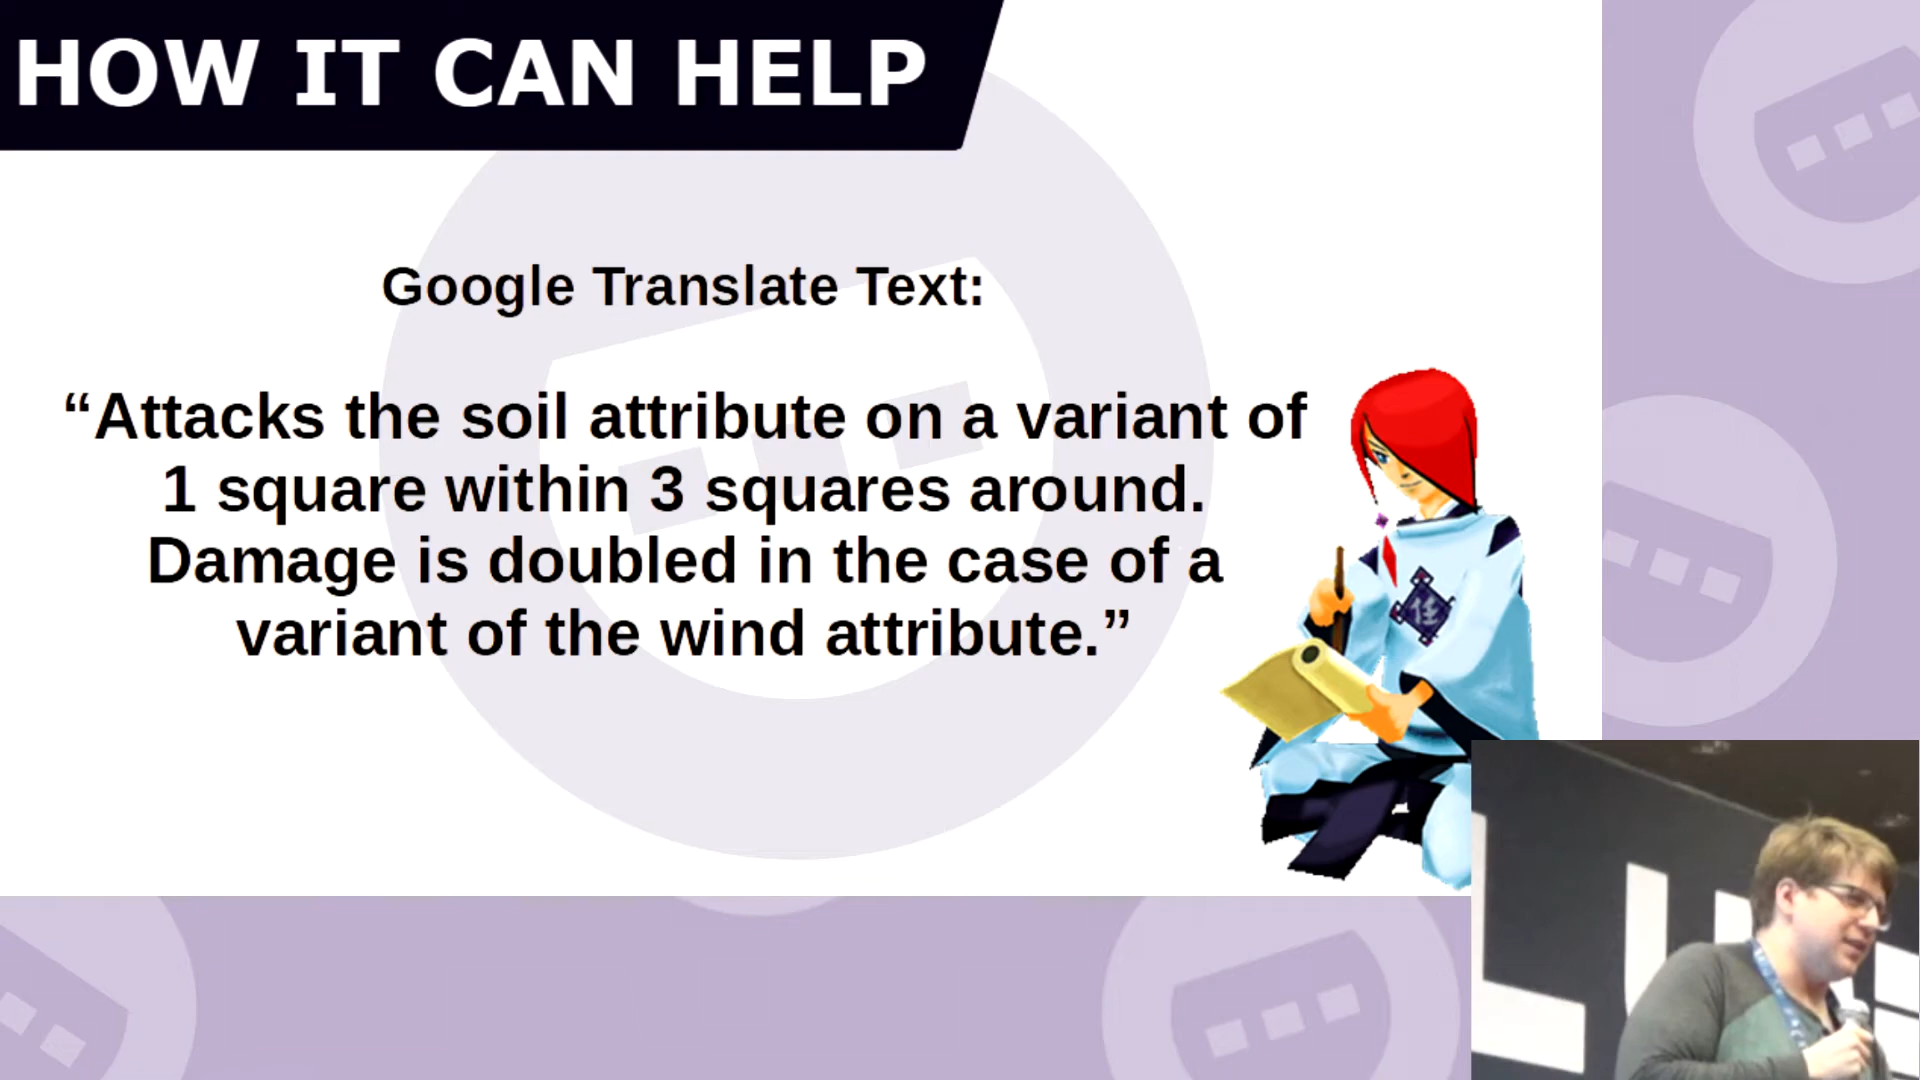 HOW IT CAN HELP
Google Translate Text:
“Attacks the soil attribute on a variant of
1 square within 3 squares around.
Damage is doubled in the case of a
variant of the wind attribute.”